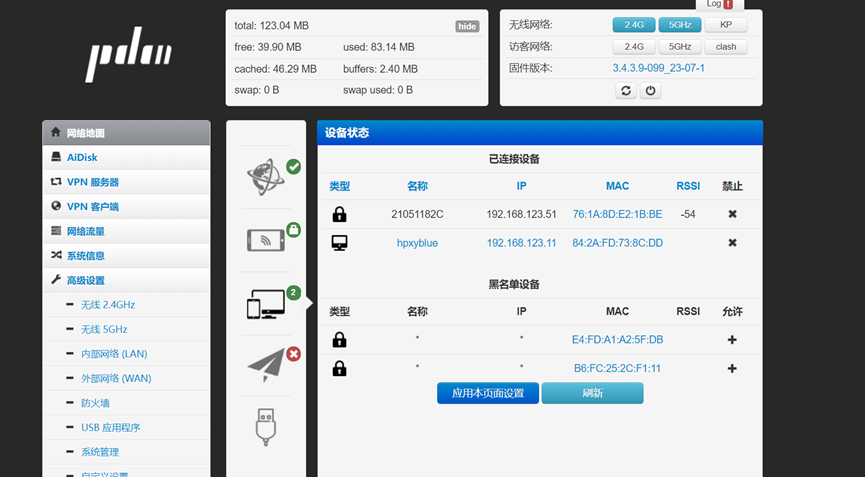 pdcn
Log !
total: 123.04 MB hide
free: 39.90 MB used: 83.14 MB
cached: 46.29 MB buffers: 2.40 MB
swap: 0 B swap used: 0 B
无线网络: 2.4G 5GHz KP
访客网络: 2.4G 5GHz clash
固件版本: 3.4.3.9-099_23-07-1
网络地图
AiDisk
VPN 服务器
VPN 客户端
网络流量
系统信息
高级设置
无线 2.4GHz
无线 5GHz
内部网络 (LAN)
外部网络 (WAN)
防火墙
USB 应用程序
系统管理
自定义设置
2
设备状态
已连接设备
类型 名称 IP MAC RSSI 禁止
21051182C 192.168.123.51 76:1A:8D:E2:1B:BE -54
hpxyblue 192.168.123.11 84:2A:FD:73:8C:DD
黑名单设备
类型 名称 IP MAC RSSI 允许
* * E4:FD:A1:A2:5F:DB
* * B6:FC:25:2C:F1:11
应用本页面设置 刷新